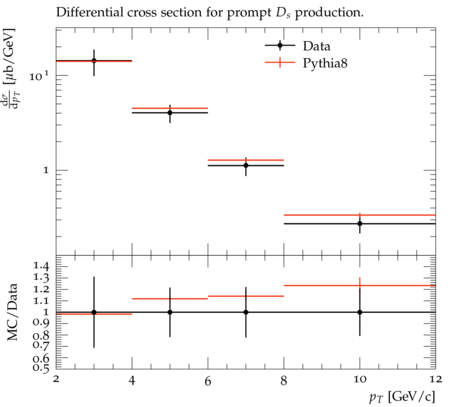 Differential cross section for prompt D_s production.
dσ/dp_T [μb/GeV]
Data
Pythia8
10¹
1
MC/Data
1.4
1.3
1.2
1.1
1
0.9
0.8
0.7
0.6
0.5
2 4 6 8 10 12
p_T [GeV/c]